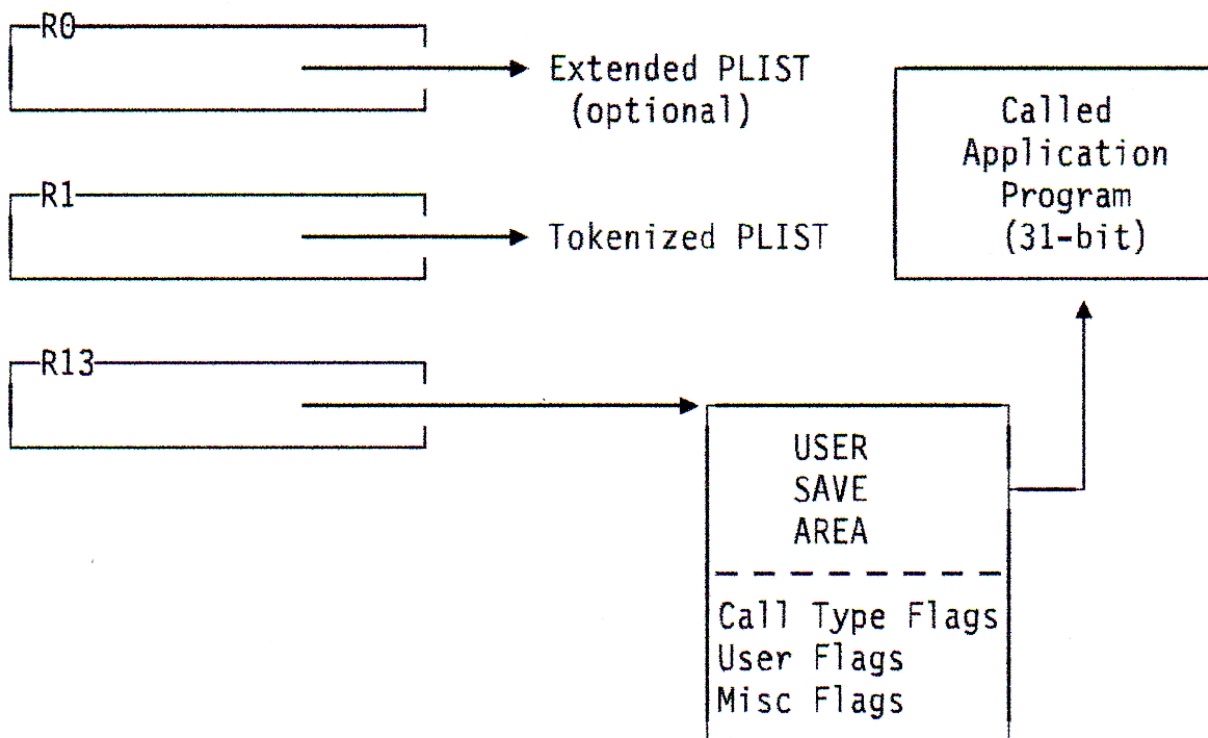 R0
Extended PLIST
(optional)
Called
Application
Program
(31-bit)
R1
Tokenized PLIST
R13
USER
SAVE
AREA
Call Type Flags
User Flags
Misc Flags